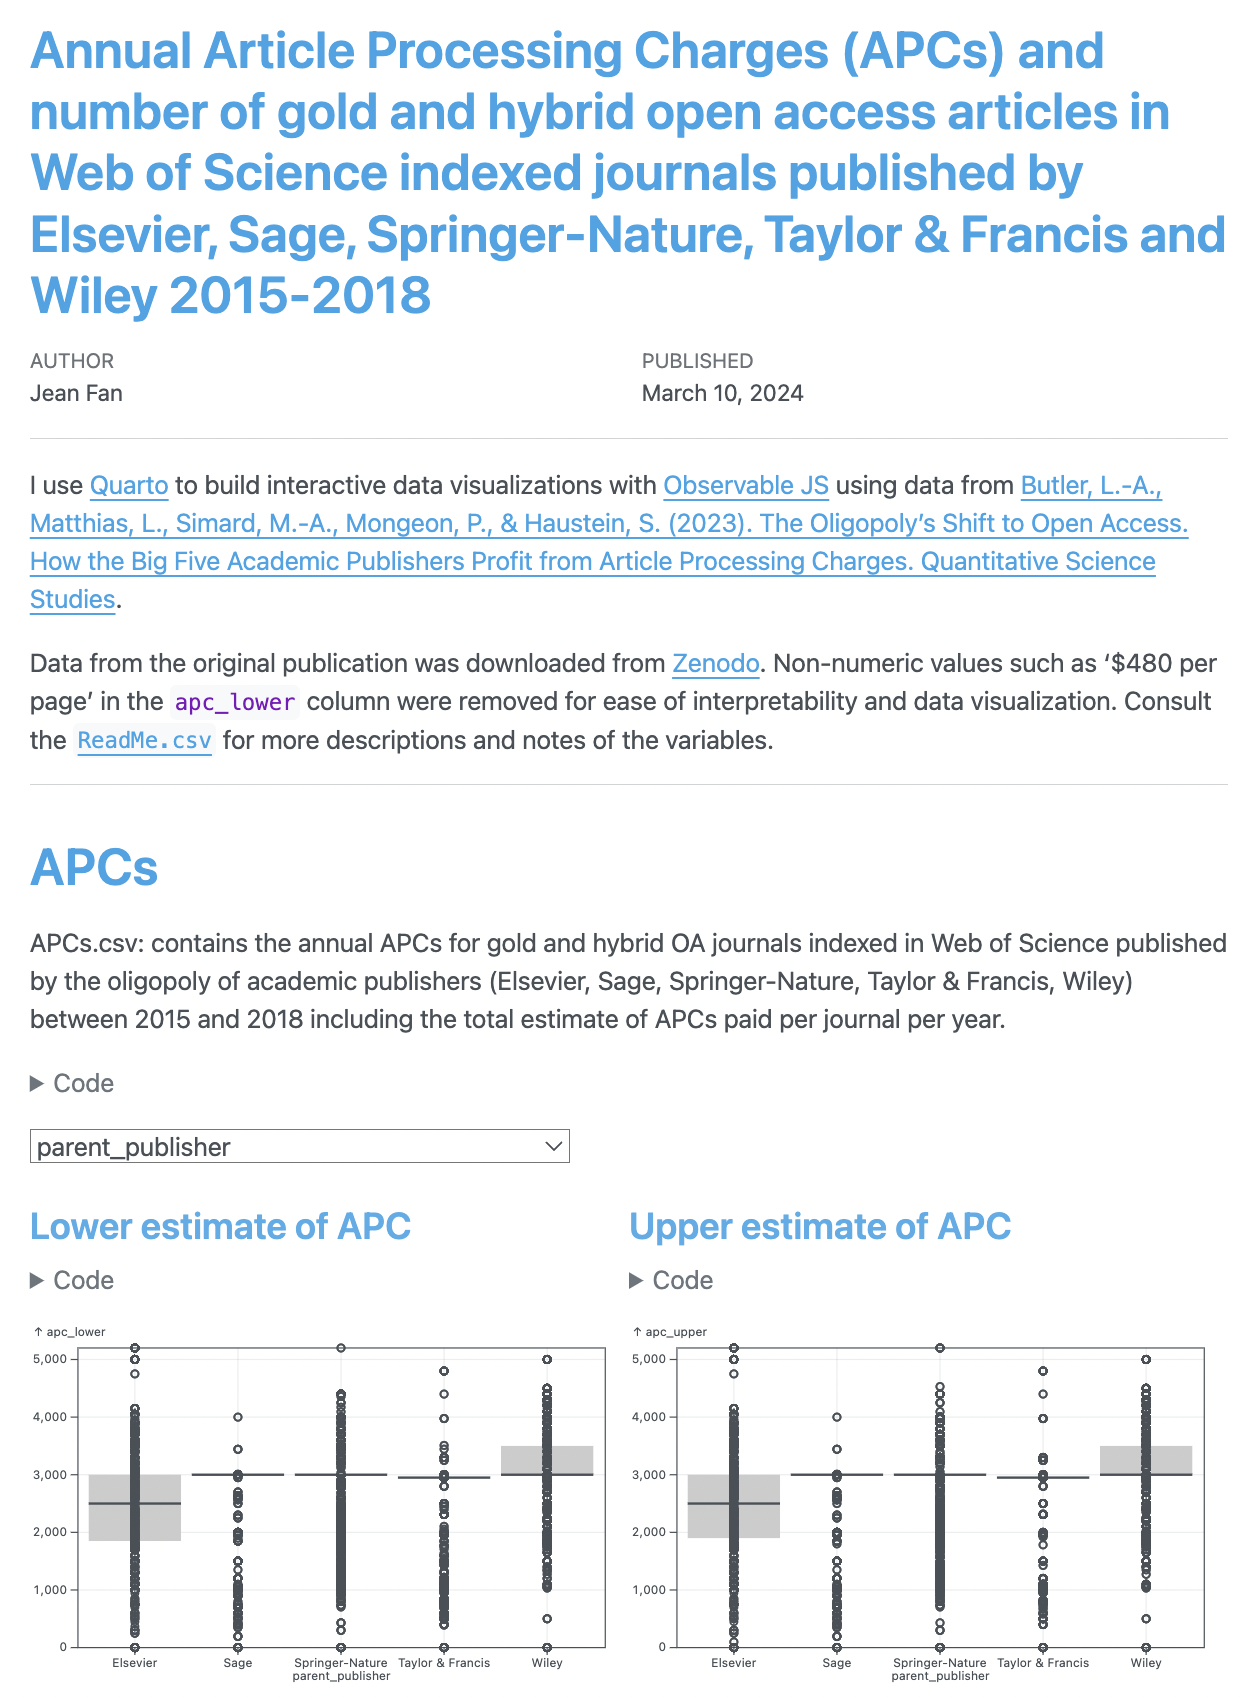 Annual Article Processing Charges (APCs) and
number of gold and hybrid open access articles in
Web of Science indexed journals published by
Elsevier, Sage, Springer-Nature, Taylor & Francis and
Wiley 2015-2018
AUTHOR
PUBLISHED
Jean Fan
March 10, 2024
I use Quarto to build interactive data visualizations with Observable JS using data from Butler, L.-A.,
Matthias, L., Simard, M.-A., Mongeon, P., & Haustein, S. (2023). The Oligopoly’s Shift to Open Access.
How the Big Five Academic Publishers Profit from Article Processing Charges. Quantitative Science
Studies.
Data from the original publication was downloaded from Zenodo. Non-numeric values such as ‘$480 per
page’ in the apc_lower column were removed for ease of interpretability and data visualization. Consult
the ReadMe.csv for more descriptions and notes of the variables.
APCs
APCs.csv: contains the annual APCs for gold and hybrid OA journals indexed in Web of Science published
by the oligopoly of academic publishers (Elsevier, Sage, Springer-Nature, Taylor & Francis, Wiley)
between 2015 and 2018 including the total estimate of APCs paid per journal per year.
Code
parent_publisher
Lower estimate of APC
Code
↑ apc_lower
5,000
4,000
3,000
2,000
1,000
0
Elsevier Sage Springer-Nature Taylor & Francis Wiley
parent_publisher
Upper estimate of APC
Code
↑ apc_upper
5,000
4,000
3,000
2,000
1,000
0
Elsevier Sage Springer-Nature Taylor & Francis Wiley
parent_publisher